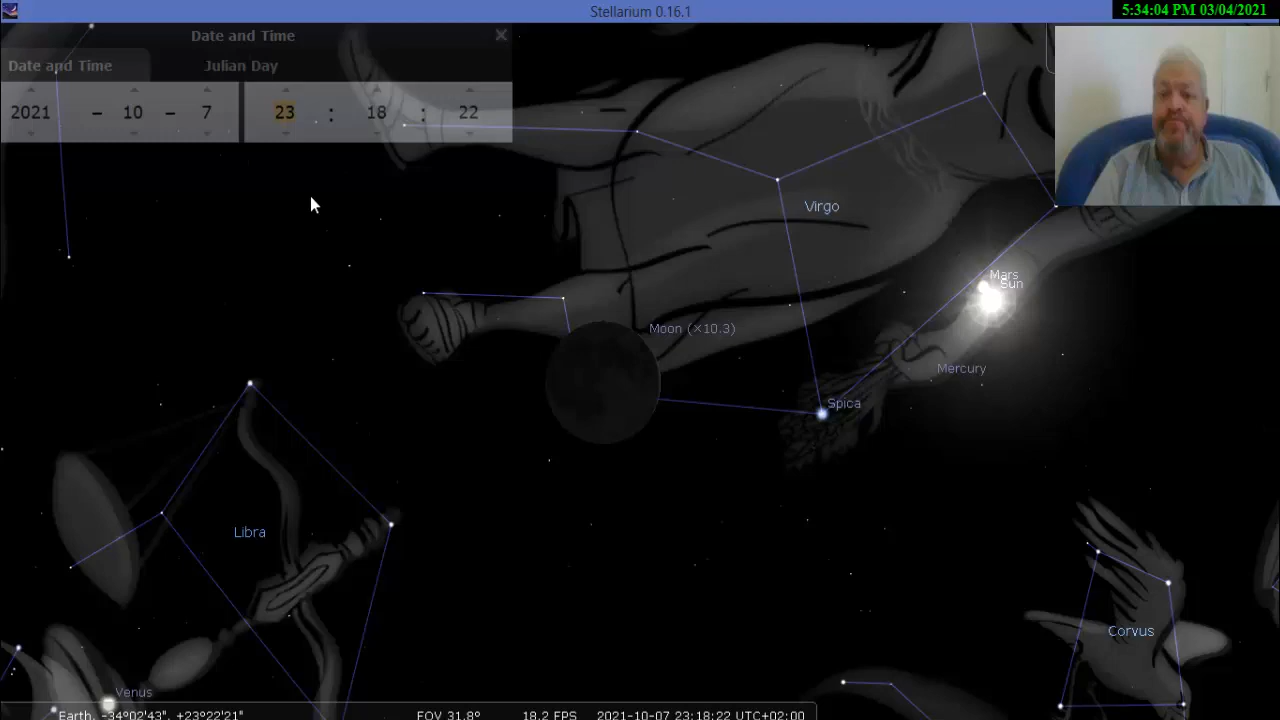 Stellarium 0.16.1
5:34:04 PM 03/04/2021
Date and Time
Date and Time
Julian Day
2021 - 10 - 7 23 : 18 : 22
Virgo
Mars
Sun
Moon (×10.3)
Mercury
Spica
Libra
Corvus
Venus
Earth, -34°02'43", +23°22'21" FOV 31.8° 18.2 FPS 2021-10-07 23:18:22 UTC+02:00